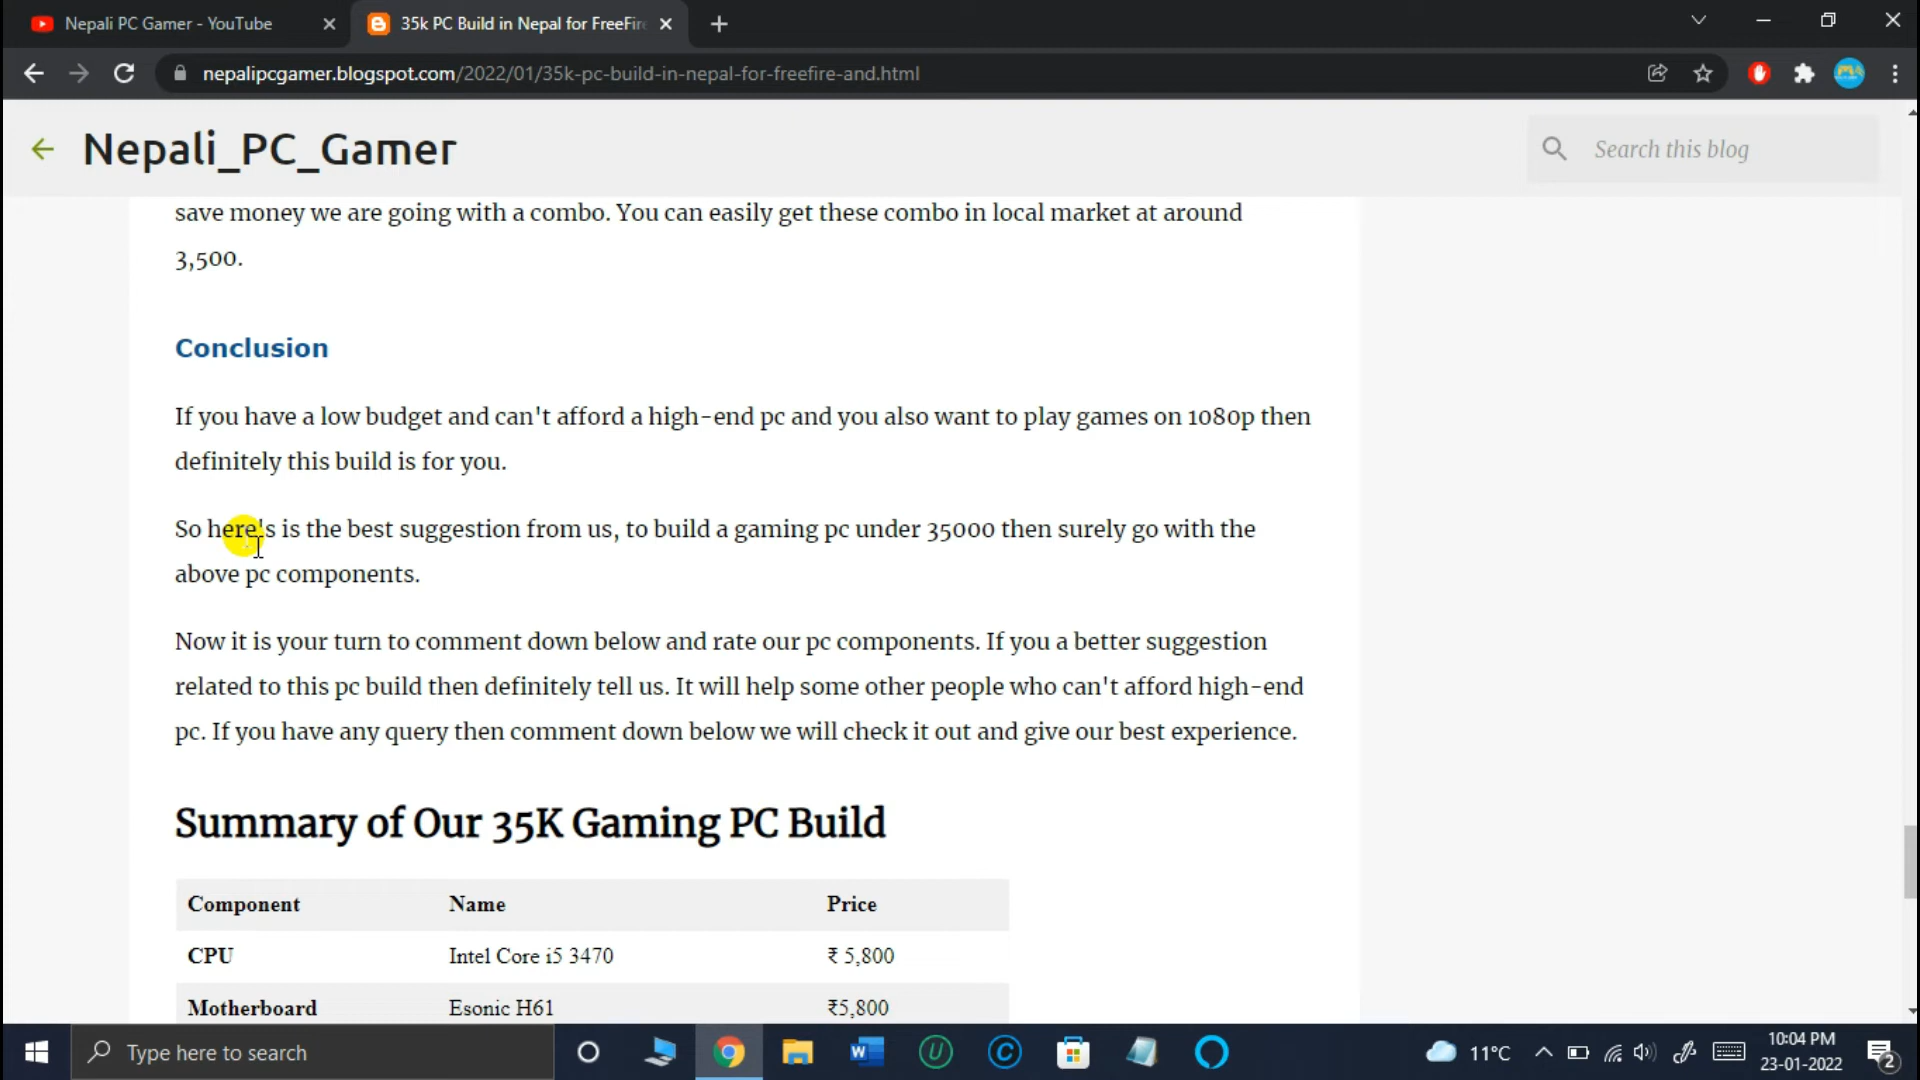 Nepali PC Gamer - YouTube
35k PC Build in Nepal for FreeFire
nepalipcgamer.blogspot.com/2022/01/35k-pc-build-in-nepal-for-freefire-and.html
Nepali_PC_Gamer
Search this blog
save money we are going with a combo. You can easily get these combo in local market at around
3,500.
Conclusion
If you have a low budget and can't afford a high-end pc and you also want to play games on 1080p then
definitely this build is for you.
So here's is the best suggestion from us, to build a gaming pc under 35000 then surely go with the
above pc components.
Now it is your turn to comment down below and rate our pc components. If you a better suggestion
related to this pc build then definitely tell us. It will help some other people who can't afford high-end
pc. If you have any query then comment down below we will check it out and give our best experience.
Summary of Our 35K Gaming PC Build
Component Name Price
CPU Intel Core i5 3470 ₹ 5,800
Motherboard Esonic H61 ₹5,800
Type here to search
11°C
10:04 PM
23-01-2022
2